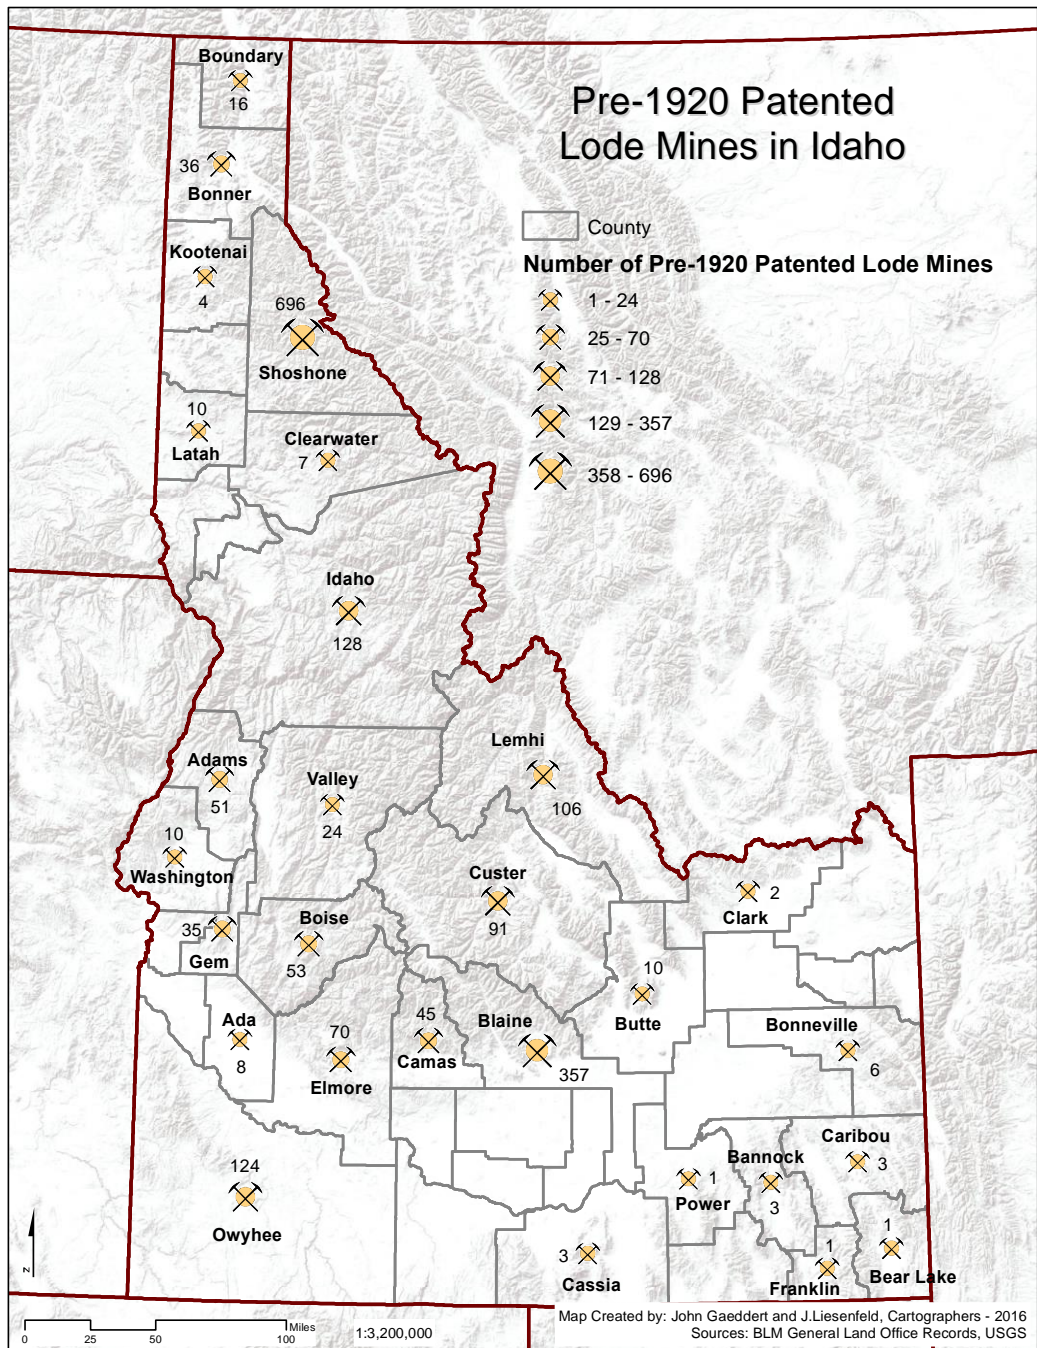 Pre-1920 Patented
Lode Mines in Idaho
County
Number of Pre-1920 Patented Lode Mines
1 - 24
25 - 70
71 - 128
129 - 357
358 - 696
Boundary
16
36
Bonner
Kootenai
4
696
Shoshone
10
Latah
Clearwater
7
Idaho
128
Adams
51
Valley
24
Lemhi
106
10
Washington
Custer
91
2
Clark
35
Gem
Boise
53
10
Butte
Ada
8
70
Elmore
45
Camas
Blaine
357
Bonneville
6
124
Owyhee
Caribou
3
Bannock
3
1
Power
3
Cassia
1
Franklin
1
Bear Lake
N
Miles
0 25 50 100
1:3,200,000
Map Created by: John Gaeddert and J.Liesenfeld, Cartographers - 2016
Sources: BLM General Land Office Records, USGS